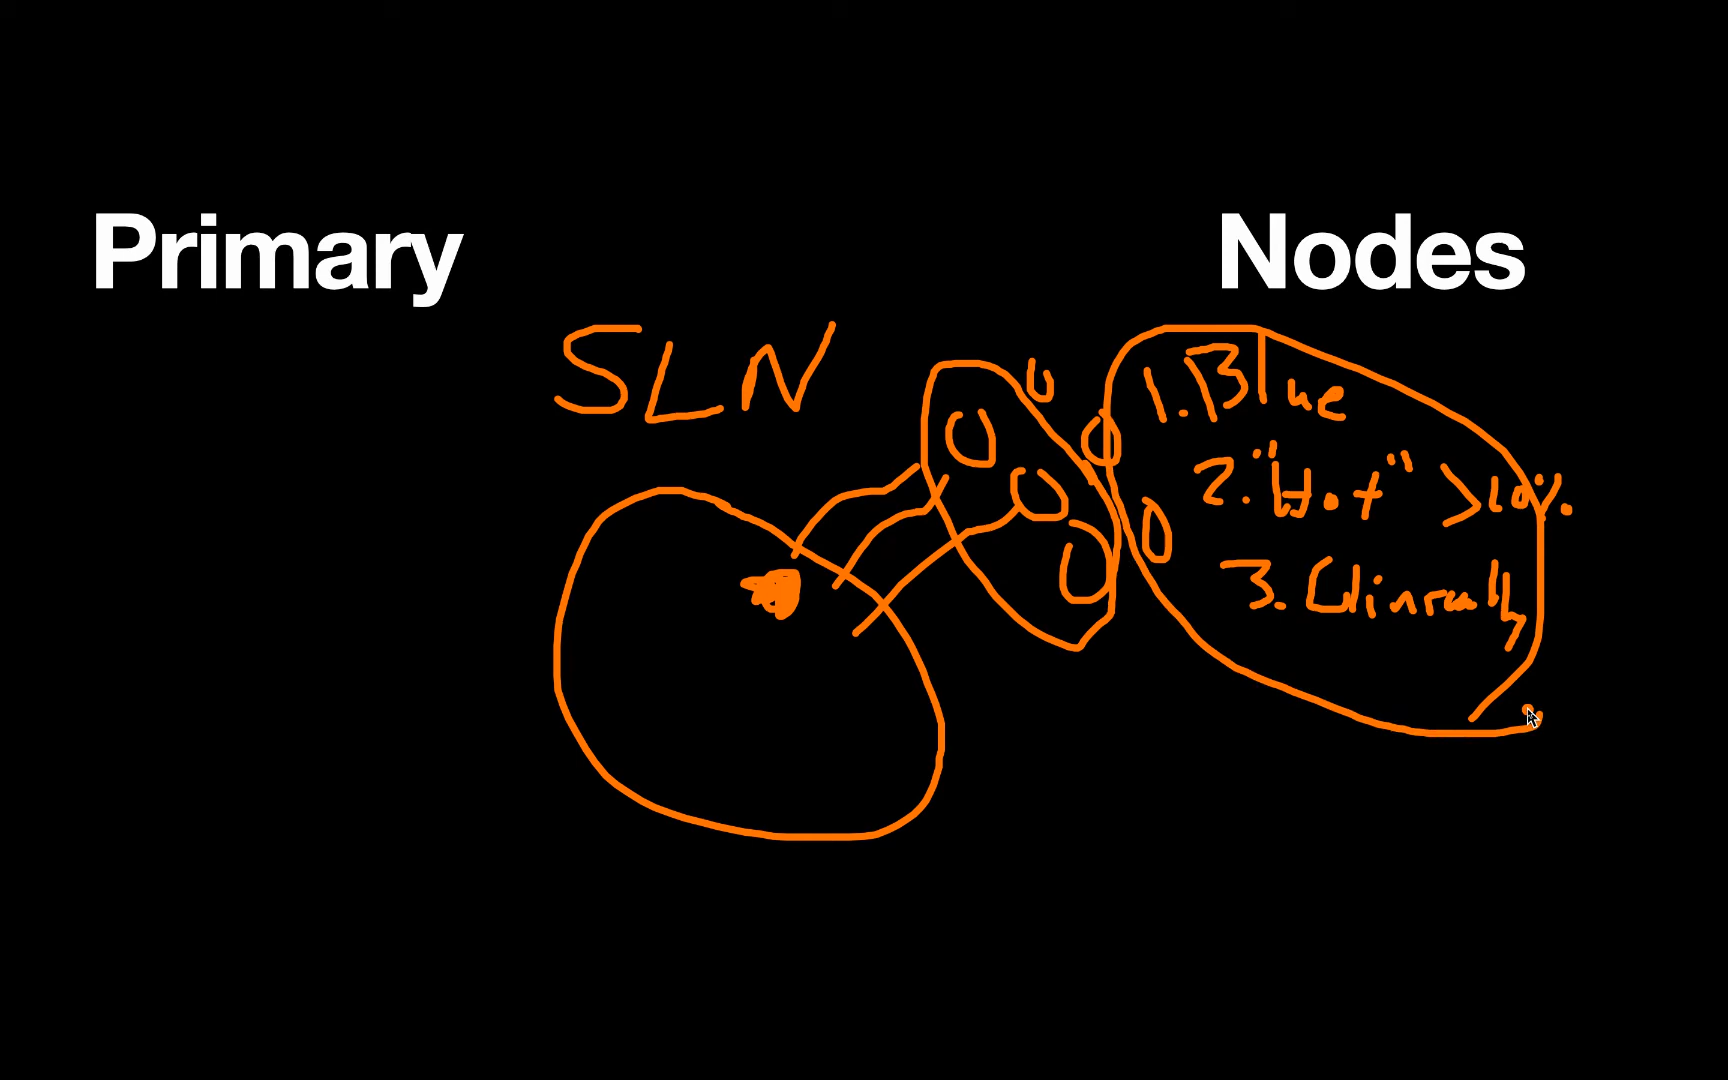 Primary
Nodes
SLN
1. Blue
2. "Hot" >10%
3. Clinically